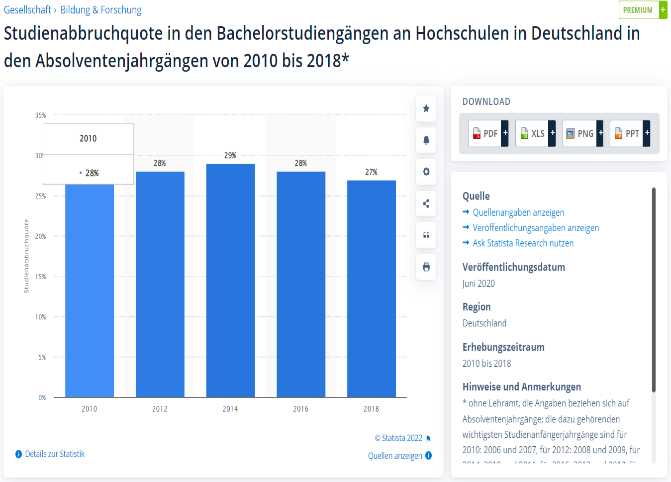 Gesellschaft › Bildung & Forschung
PREMIUM +
Studienabbruchquote in den Bachelorstudiengängen an Hochschulen in Deutschland in
den Absolventenjahrgängen von 2010 bis 2018*
35%
30%
25%
20%
15%
10%
5%
0%
Studienabbruchquote
2010
28%
28%
29%
28%
27%
2010
2012
2014
2016
2018
© Statista 2022
Details zur Statistik
Quellen anzeigen
DOWNLOAD
PDF +
XLS +
PNG +
PPT +
Quelle
➞ Quellenangaben anzeigen
➞ Veröffentlichungsangaben anzeigen
➞ Ask Statista Research nutzen
Veröffentlichungsdatum
Juni 2020
Region
Deutschland
Erhebungszeitraum
2010 bis 2018
Hinweise und Anmerkungen
* ohne Lehramt, die Angaben beziehen sich auf
Absolventenjahrgänge; die dazu gehörenden
wichtigsten Studienanfängerjahrgänge sind für
2010: 2006 und 2007, für 2012: 2008 und 2009, für